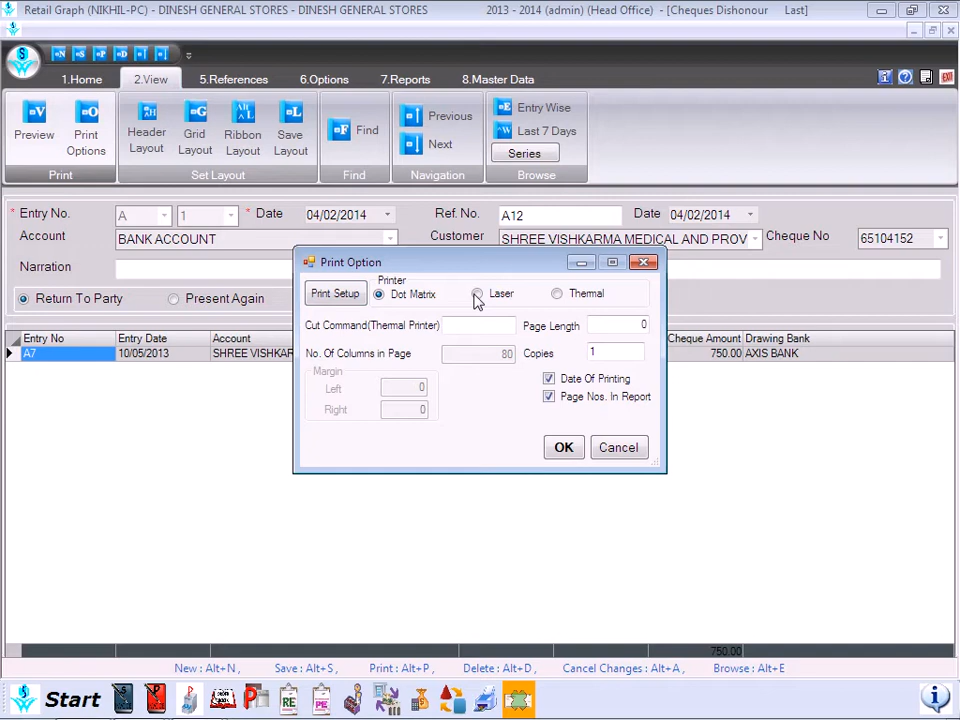 Retail Graph (NIKHIL-PC) - DINESH GENERAL STORES - DINESH GENERAL STORES 2013 - 2014 (admin) (Head Office) - [Cheques Dishonour Last]
N S P D
1.Home 2.View 5.References 6.Options 7.Reports 8.Master Data EXIT
Preview Print Options Header Layout Grid Layout Ribbon Layout Save Layout Find Previous Next Entry Wise Last 7 Days Series
Print Set Layout Find Navigation Browse
* Entry No. A 1 * Date 04/02/2014 Ref. No. A12 Date 04/02/2014
Account BANK ACCOUNT Customer SHREE VISHKARMA MEDICAL AND PROV Cheque No 65104152
Narration
Return To Party Present Again
Print Option
Print Setup Printer Dot Matrix Laser Thermal
Cut Command(Thermal Printer) Page Length 0
No. Of Columns in Page 80 Copies 1
Margin
Left 0
Right 0
Date Of Printing
Page Nos. In Report
OK Cancel
Entry No Entry Date Account Cheque Amount Drawing Bank
A7 10/05/2013 SHREE VISHKAR 750.00 AXIS BANK
750.00
New : Alt+N , Save : Alt+S , Print : Alt+P , Delete : Alt+D , Cancel Changes : Alt+A , Browse : Alt+E
Start RE PE